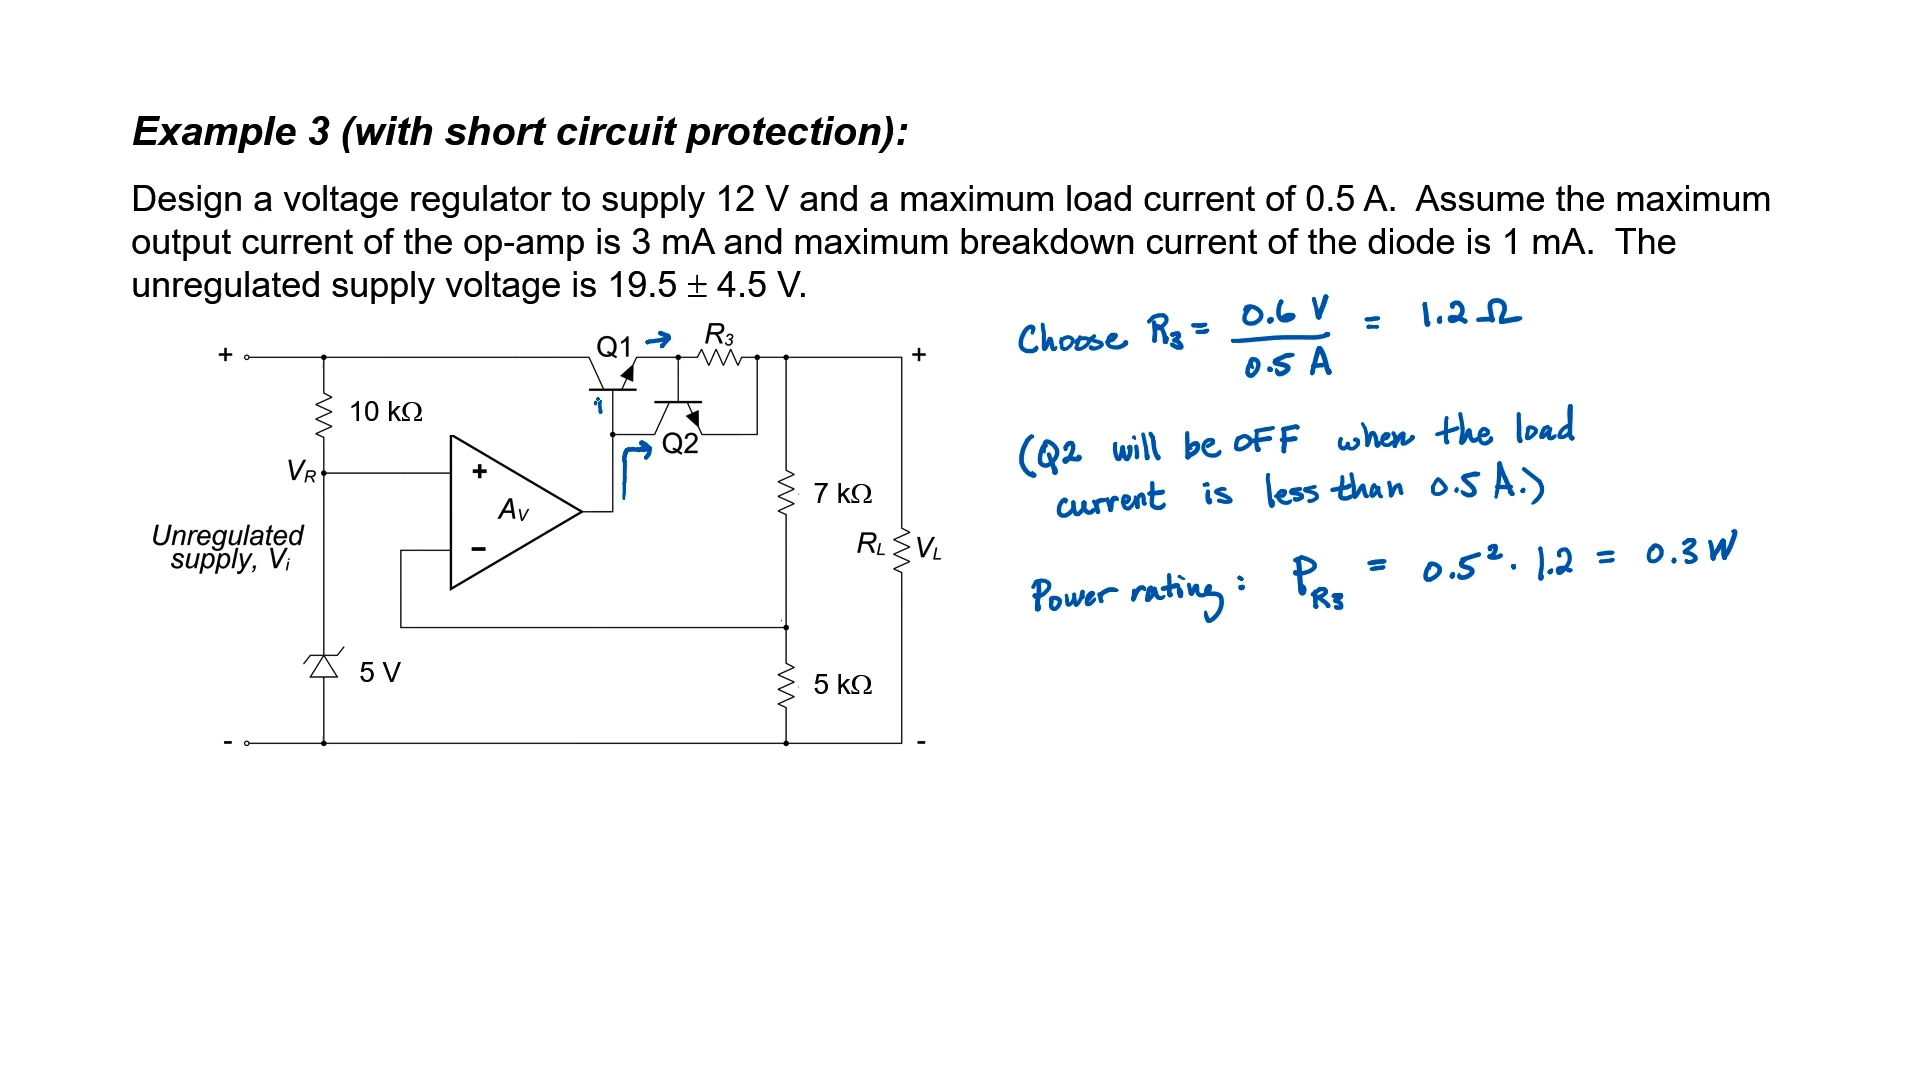 Example 3 (with short circuit protection):
Design a voltage regulator to supply 12 V and a maximum load current of 0.5 A. Assume the maximum
output current of the op-amp is 3 mA and maximum breakdown current of the diode is 1 mA. The
unregulated supply voltage is 19.5 ± 4.5 V.
Choose R3 = 0.6 V / 0.5 A = 1.2 Ω
(Q2 will be OFF when the load
current is less than 0.5 A.)
Power rating: PR3 = 0.5². 1.2 = 0.3 W
+ Q1 → R3 +
10 kΩ
Q2
VR
+
AV
-
7 kΩ
Unregulated
supply, Vi
RL VL
5 V
5 kΩ
- -